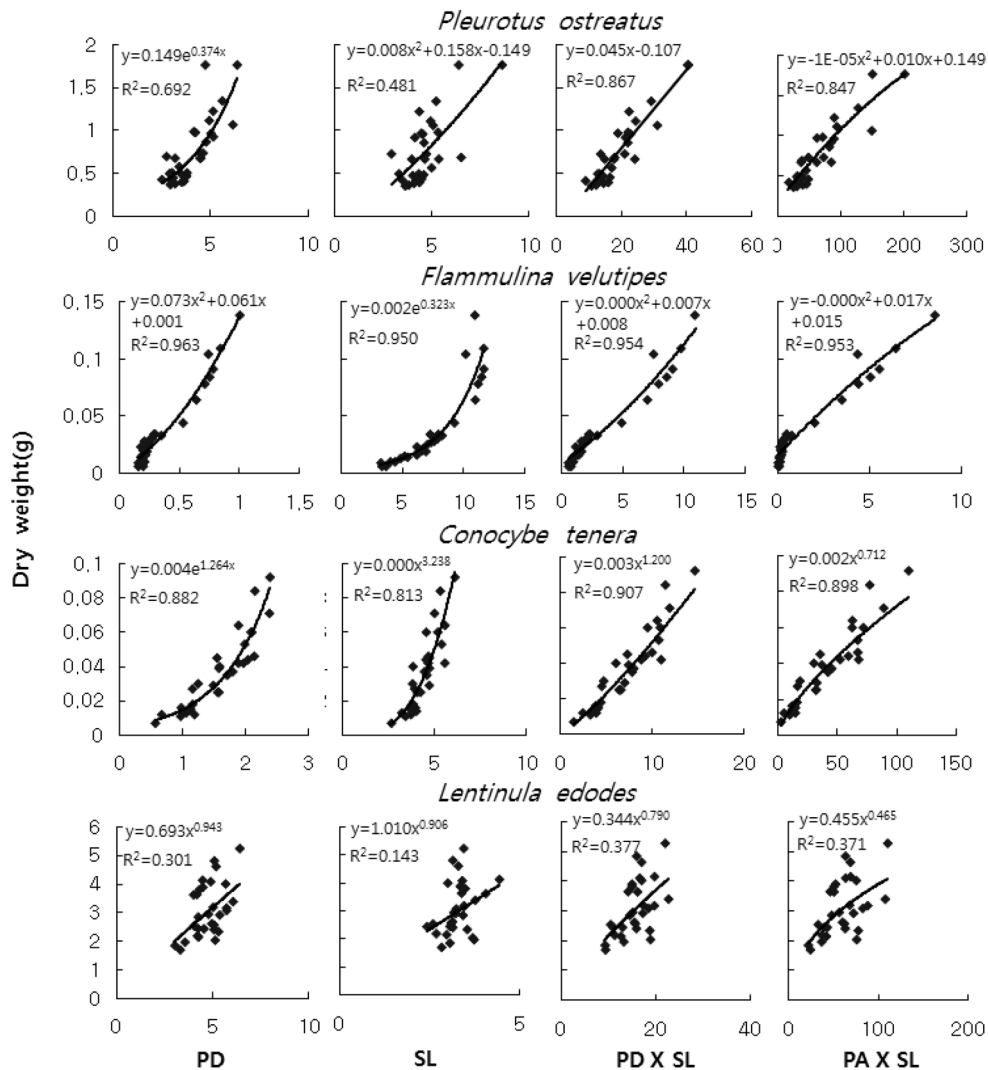 Pleurotus ostreatus
2
1.5
1
0.5
0
y=0.149e^0.374x
R²=0.692
0 5 10
y=0.008x²+0.158x-0.149
R²=0.481
0 5 10
y=0.045x-0.107
R²=0.867
0 20 40 60
y=-1E-05x²+0.010x+0.149
R²=0.847
0 100 200 300
Flammulina velutipes
0.15
0.1
0.05
0
y=0.073x²+0.061x
+0.001
R²=0.963
0 0.5 1 1.5
y=0.002e^0.323x
R²=0.950
0 5 10 15
y=0.000x²+0.007x
+0.008
R²=0.954
0 5 10 15
y=-0.000x²+0.017x
+0.015
R²=0.953
0 5 10
Dry weight(g)
Conocybe tenera
0.1
0.08
0.06
0.04
0.02
0
y=0.004e^1.264x
R²=0.882
0 1 2 3
y=0.000x^3.238
R²=0.813
0 5 10
y=0.003x^1.200
R²=0.907
0 10 20
y=0.002x^0.712
R²=0.898
0 50 100 150
Lentinula edodes
6
5
4
3
2
1
0
y=0.693x^0.943
R²=0.301
0 5 10
PD
y=1.010x^0.906
R²=0.143
0 5
SL
y=0.344x^0.790
R²=0.377
0 20 40
PD X SL
y=0.455x^0.465
R²=0.371
0 100 200
PA X SL